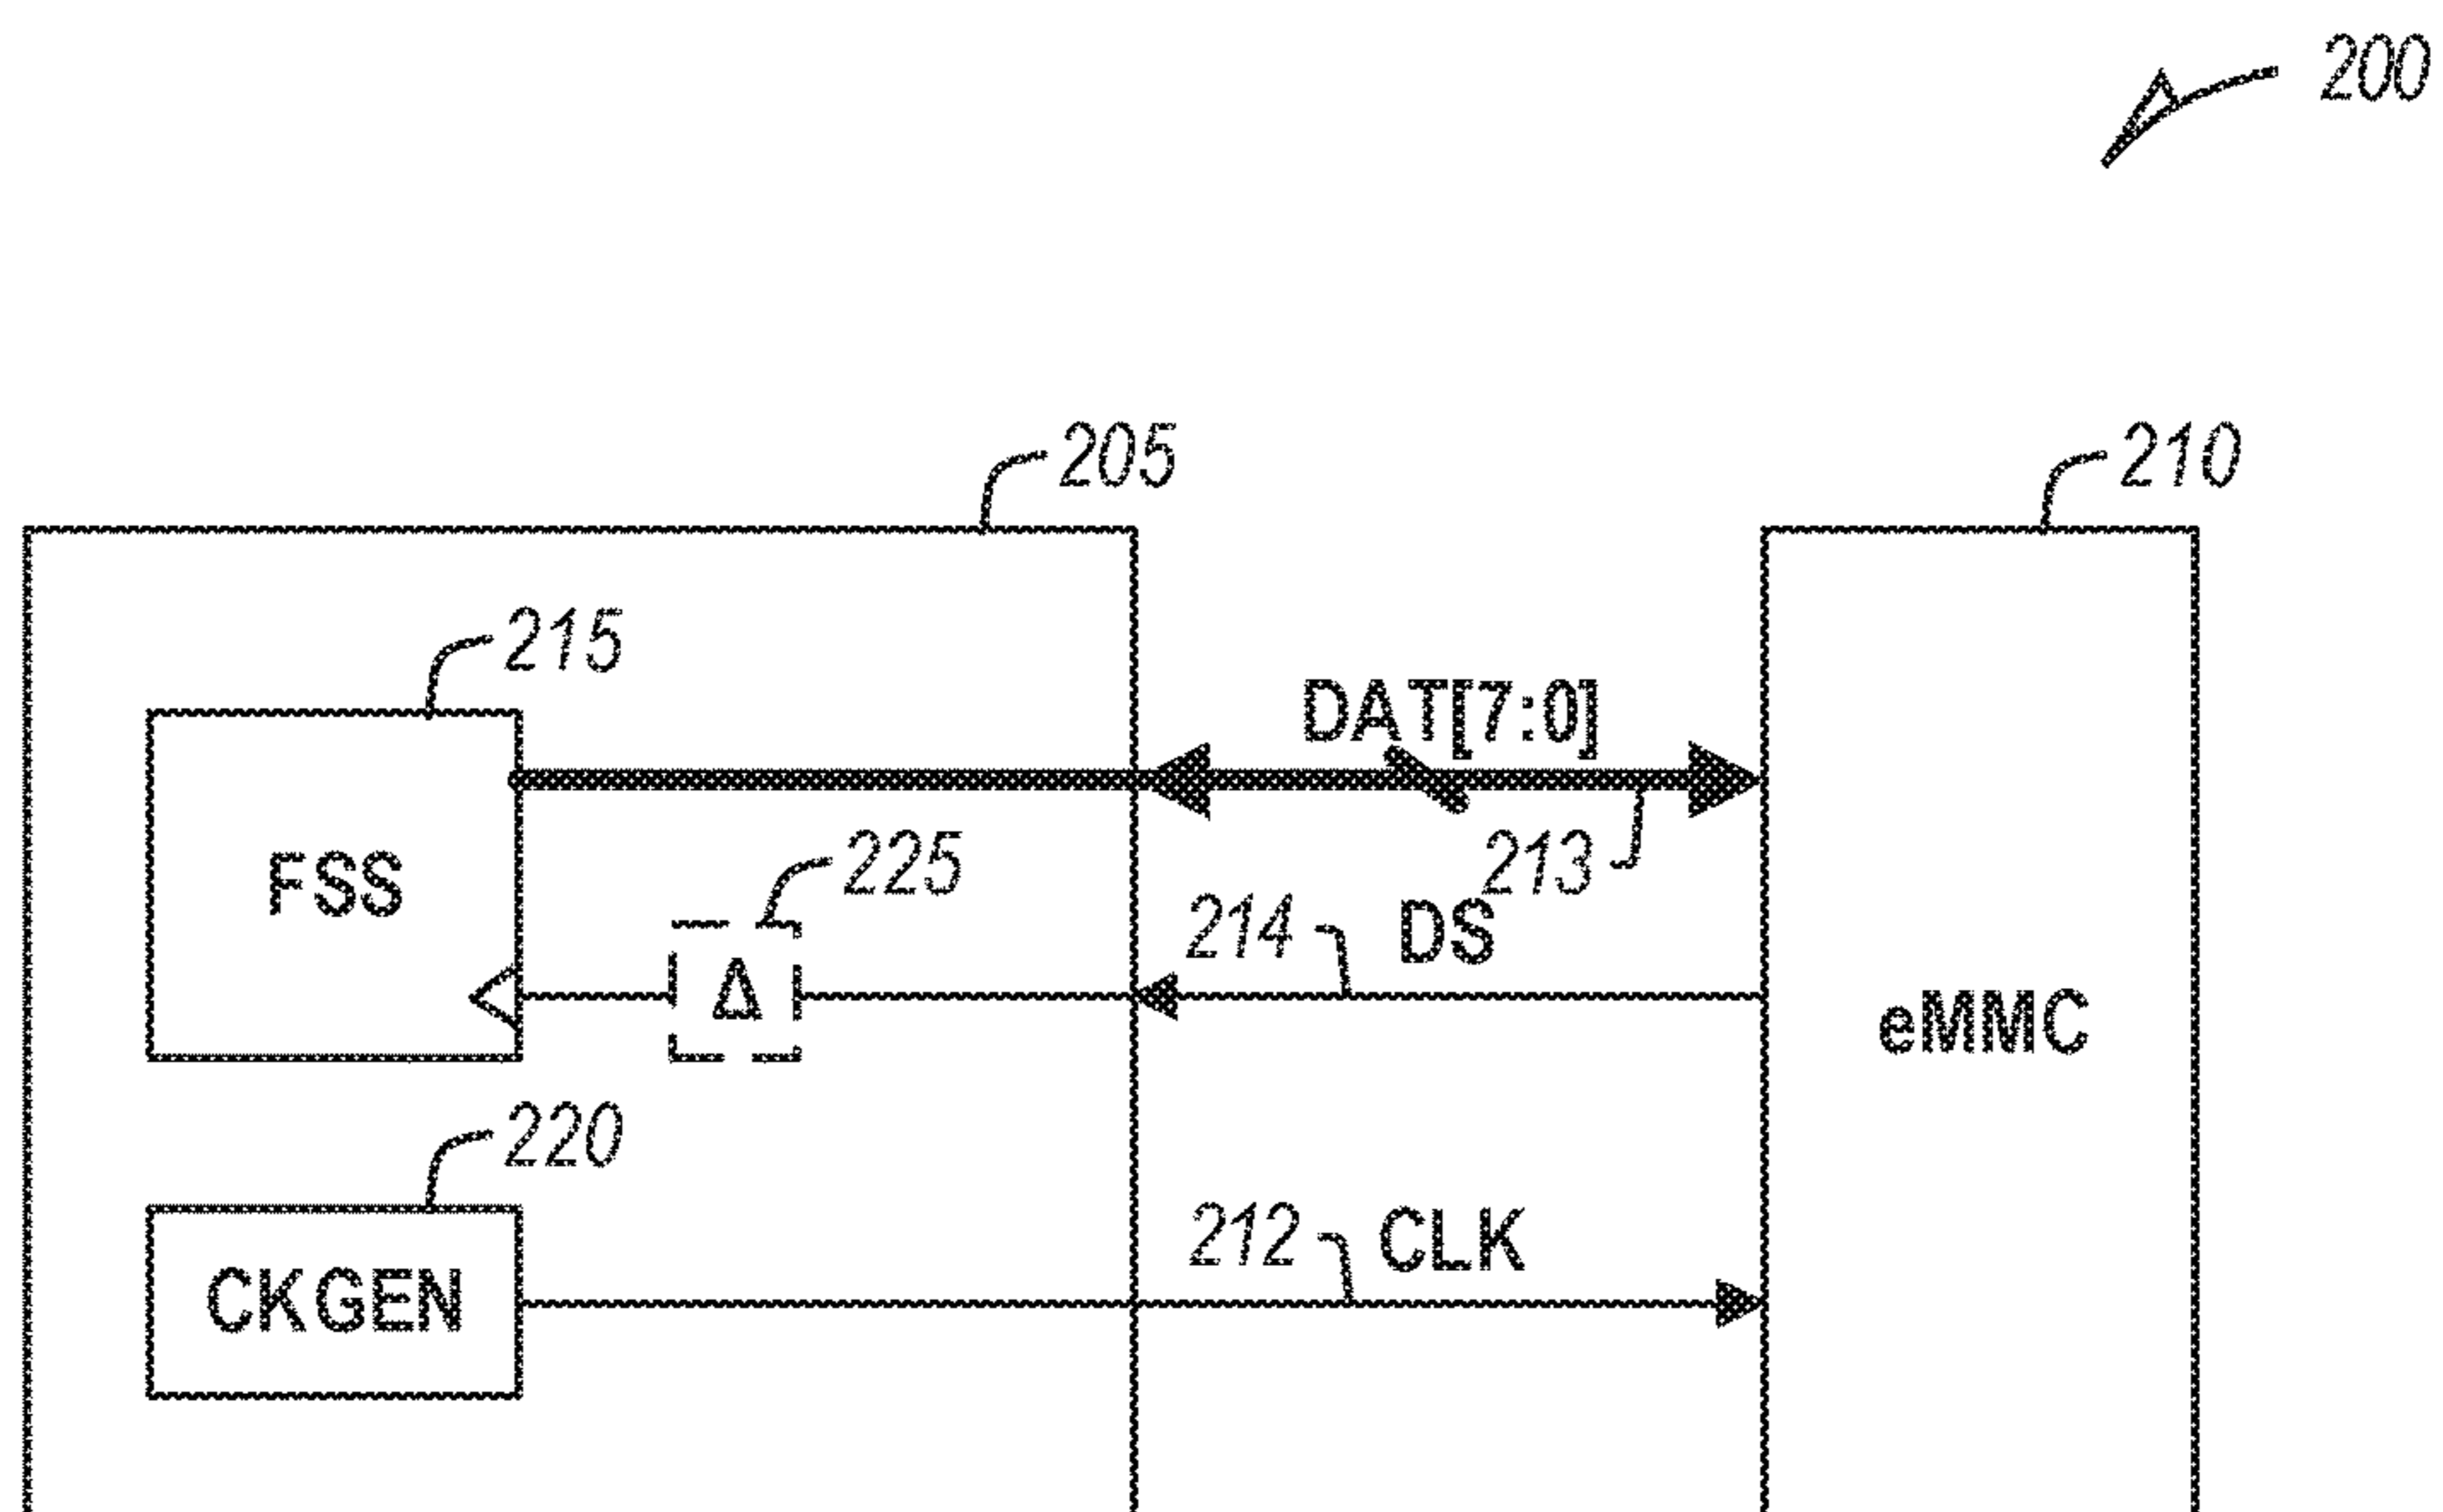 200
205
210
215
DAT[7:0]
213
FSS
225
214
DS
Δ
eMMC
220
212
CLK
CKGEN